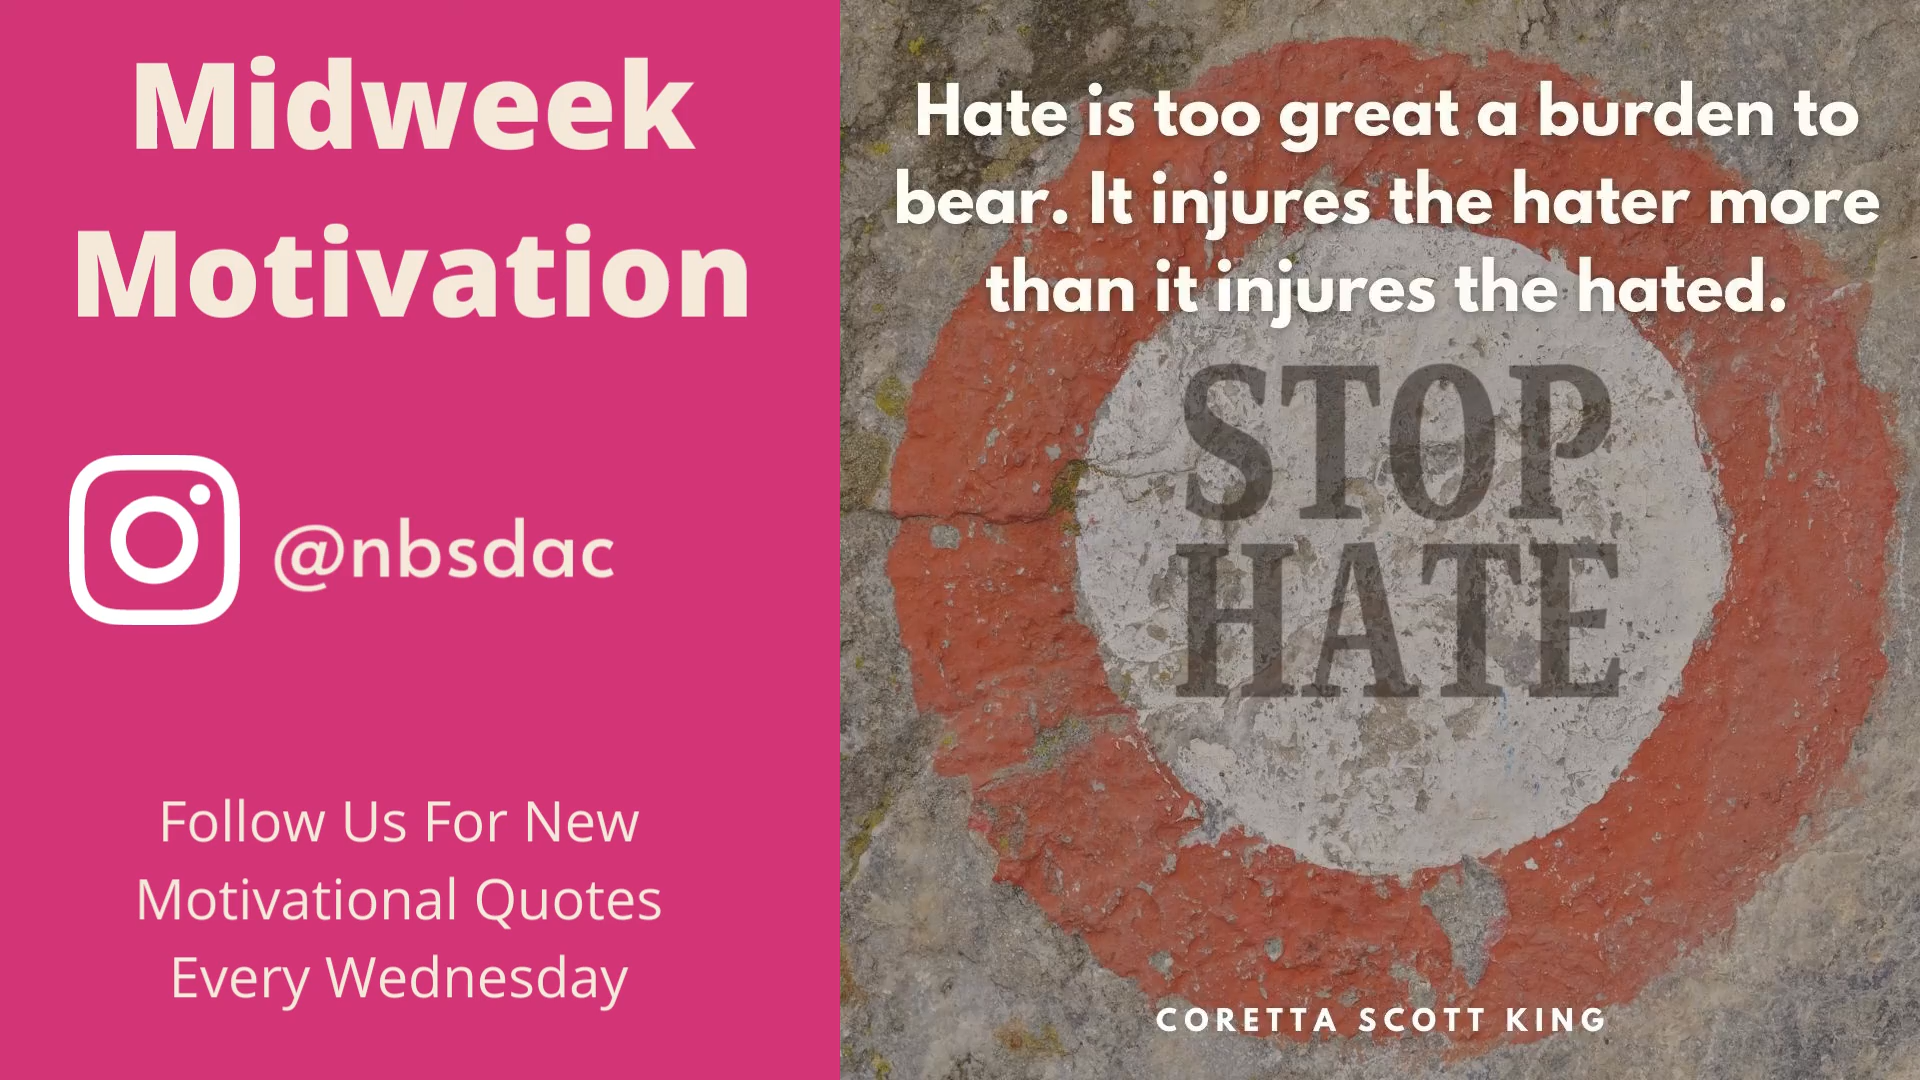 Midweek
Motivation
@nbsdac
Follow Us For New
Motivational Quotes
Every Wednesday
Hate is too great a burden to
bear. It injures the hater more
than it injures the hated.
STOP
HATE
CORETTA SCOTT KING